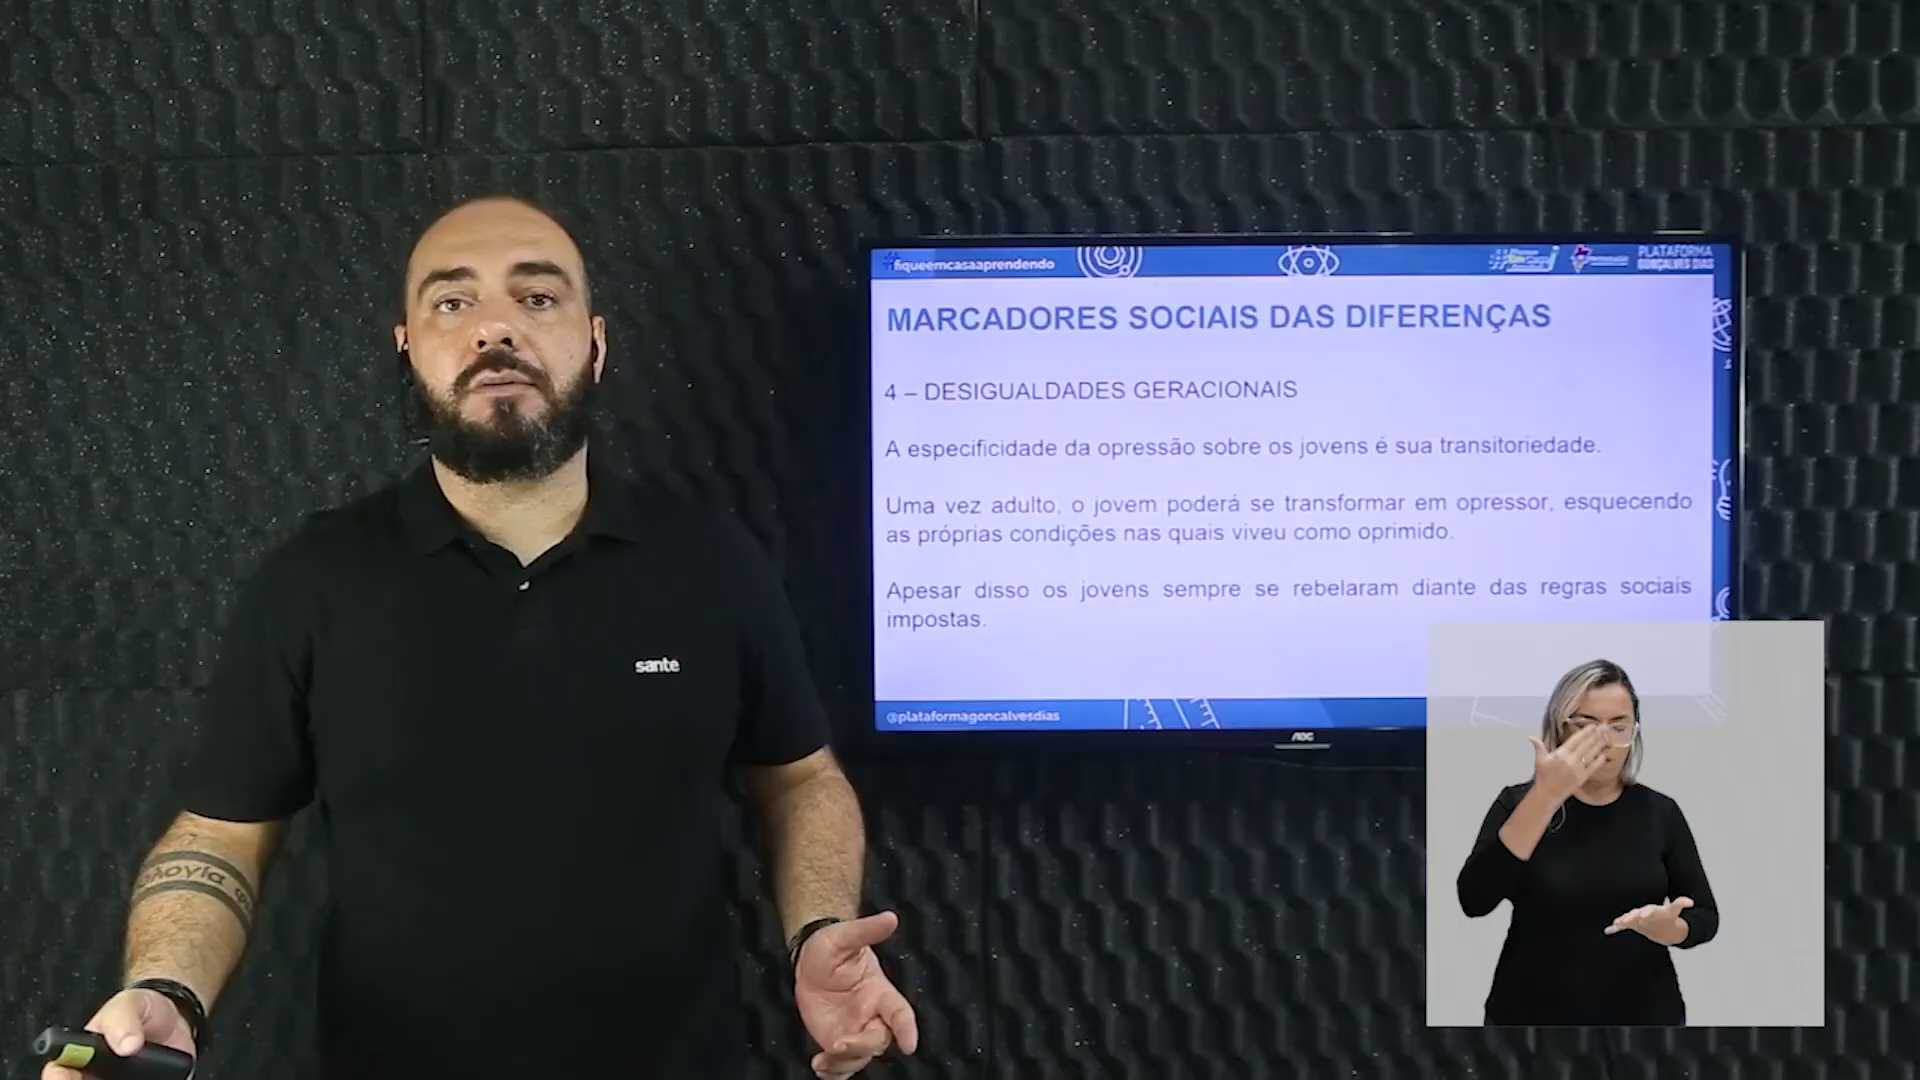 #fiqueemcasaaprendendo
PLATAFORMA
GONÇALVES DIAS
MARCADORES SOCIAIS DAS DIFERENÇAS
4 – DESIGUALDADES GERACIONAIS
A especificidade da opressão sobre os jovens é sua transitoriedade.
Uma vez adulto, o jovem poderá se transformar em opressor, esquecendo
as próprias condições nas quais viveu como oprimido.
Apesar disso os jovens sempre se rebelaram diante das regras sociais
impostas.
@plataformagoncalvesdias
AOC
sante